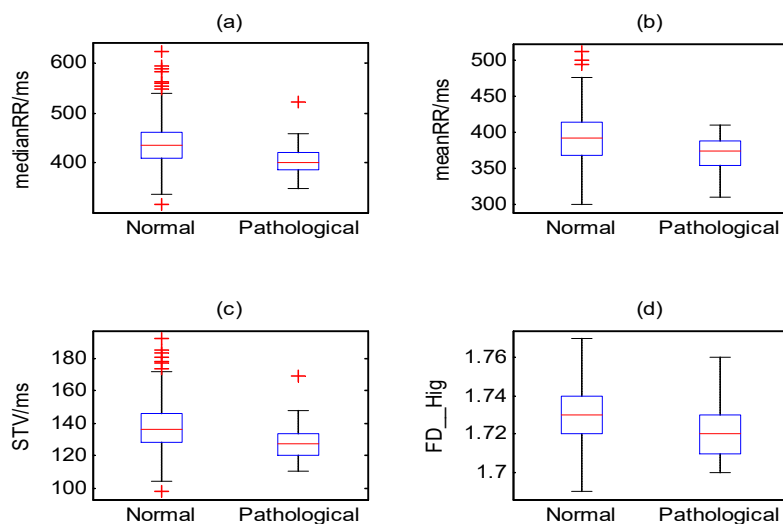 (a)
medianRR/ms
600
500
400
Normal Pathological
(b)
meanRR/ms
500
450
400
350
300
Normal Pathological
(c)
STV/ms
180
160
140
120
100
Normal Pathological
(d)
FD__Hig
1.76
1.74
1.72
1.7
Normal Pathological